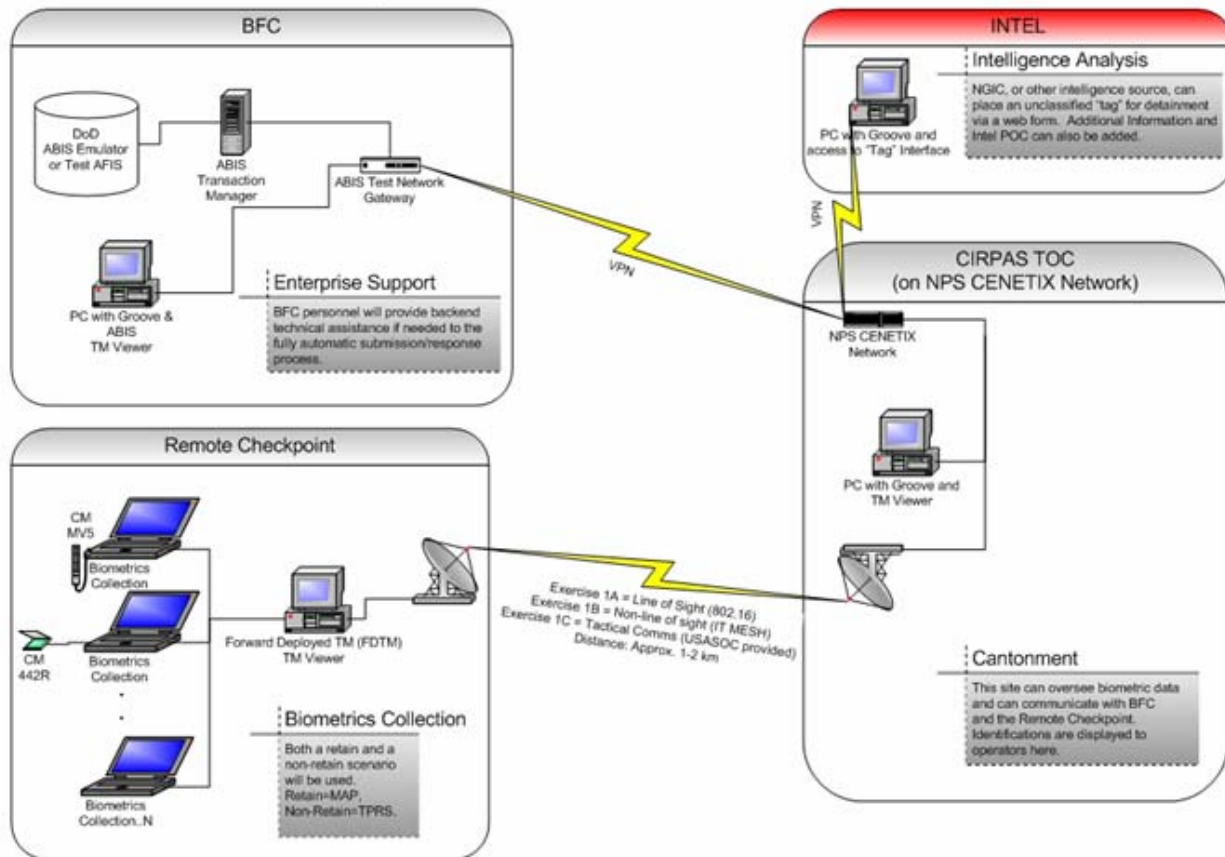 BFC
DoD
ABIS Emulator
or Test AFIS
ABIS
Transaction
Manager
ABIS Test Network
Gateway
PC with Groove &
ABIS
TM Viewer
Enterprise Support
BFC personnel will provide backend
technical assistance if needed to the
fully automatic submission/response
process.
VPN
INTEL
PC with Groove and
access to "Tag" Interface
Intelligence Analysis
NGIC, or other intelligence source, can
place an unclassified "tag" for detainment
via a web form. Additional Information and
Intel POC can also be added.
VPN
CIRPAS TOC
(on NPS CENETIX Network)
NPS CENETIX
Network
PC with Groove and
TM Viewer
Cantonment
This site can oversee biometric data
and can communicate with BFC
and the Remote Checkpoint.
Identifications are displayed to
operators here.
Remote Checkpoint
CM
MV5
Biometrics
Collection
CM
442R
Biometrics
Collection
.
.
Biometrics
Collection..N
Forward Deployed TM (FDTM)
TM Viewer
Biometrics Collection
Both a retain and a
non-retain scenario
will be used.
Retain=MAP,
Non-Retain=TPRS.
Exercise 1A = Line of Sight (802.16)
Exercise 1B = Non-line of sight (IT MESH)
Exercise 1C = Tactical Comms (USASOC provided)
Distance: Approx. 1-2 km